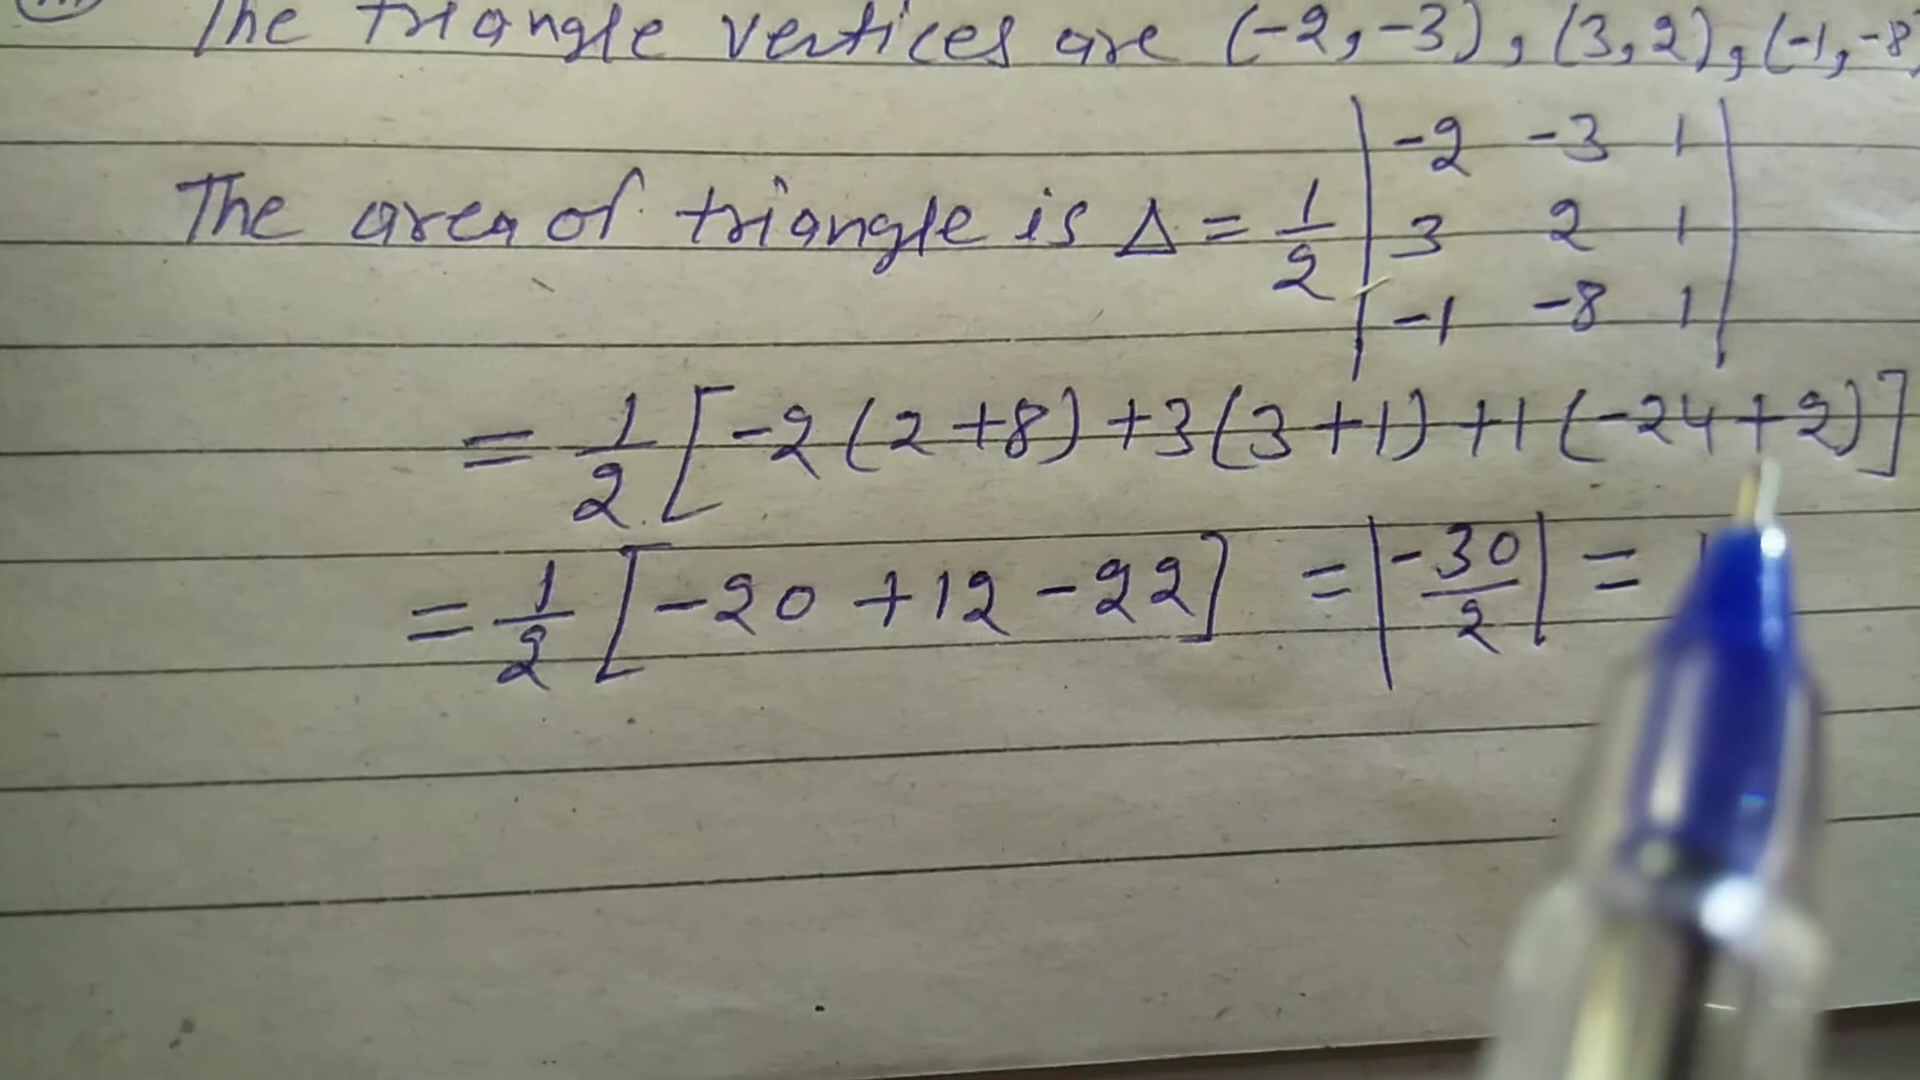 The triangle vertices are (-2, -3), (3, 2), (-1, -8)
The area of triangle is Δ = 1/2 | -2 -3 1 |
| 3 2 1 |
| -1 -8 1 |
= 1/2 [ -2 (2+8) +3 (3+1) +1 (-24+2) ]
= 1/2 [ -20 +12 -22 ] = | -30/2 | =